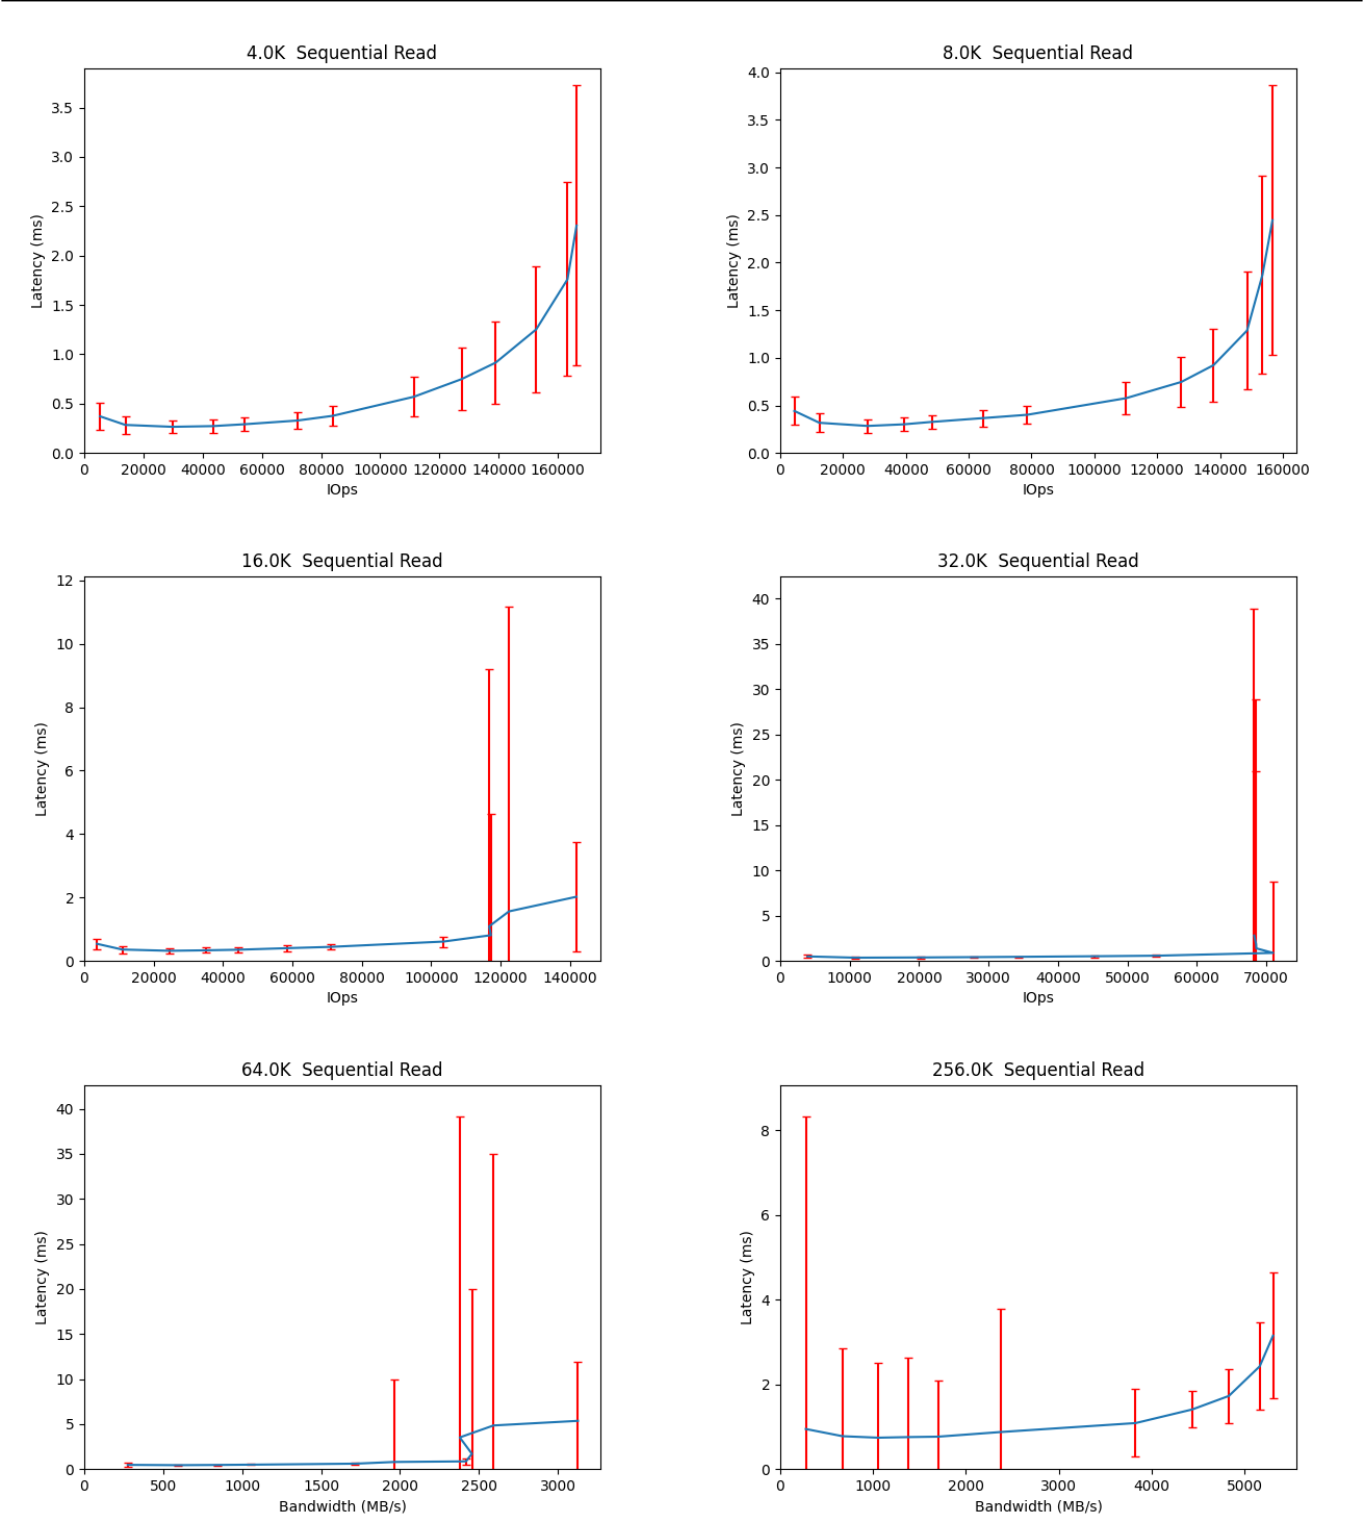 4.0K Sequential Read
3.5
3.0
2.5
2.0
1.5
1.0
0.5
0.0
Latency (ms)
0 20000 40000 60000 80000 100000 120000 140000 160000
IOps
8.0K Sequential Read
4.0
3.5
3.0
2.5
2.0
1.5
1.0
0.5
0.0
Latency (ms)
0 20000 40000 60000 80000 100000 120000 140000 160000
IOps
16.0K Sequential Read
12
10
8
6
4
2
0
Latency (ms)
0 20000 40000 60000 80000 100000 120000 140000
IOps
32.0K Sequential Read
40
35
30
25
20
15
10
5
0
Latency (ms)
0 10000 20000 30000 40000 50000 60000 70000
IOps
64.0K Sequential Read
40
35
30
25
20
15
10
5
0
Latency (ms)
0 500 1000 1500 2000 2500 3000
Bandwidth (MB/s)
256.0K Sequential Read
8
6
4
2
0
Latency (ms)
0 1000 2000 3000 4000 5000
Bandwidth (MB/s)